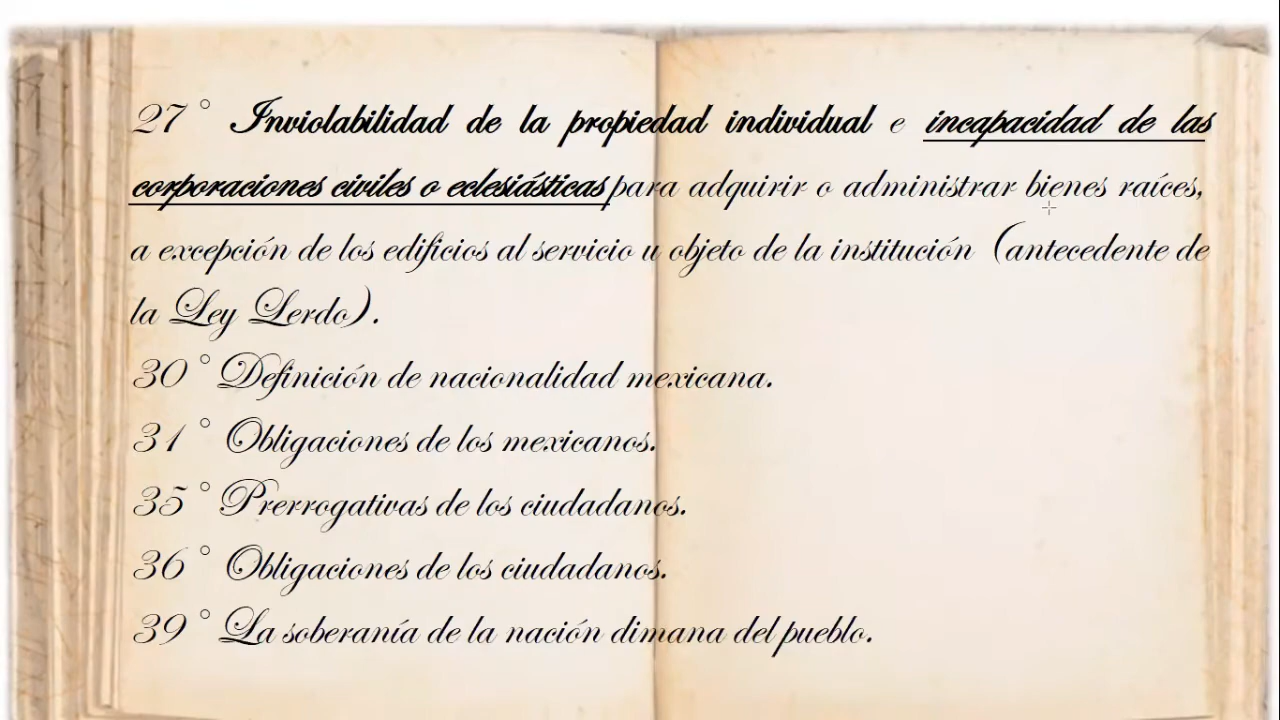 27° Inviolabilidad de la propiedad individual e incapacidad de las
corporaciones civiles o eclesiásticas para adquirir o administrar bienes raíces,
a excepción de los edificios al servicio u objeto de la institución (antecedente de
la Ley Lerdo).
30° Definición de nacionalidad mexicana.
31° Obligaciones de los mexicanos.
35° Prerrogativas de los ciudadanos.
36° Obligaciones de los ciudadanos.
39° La soberanía de la nación dimana del pueblo.